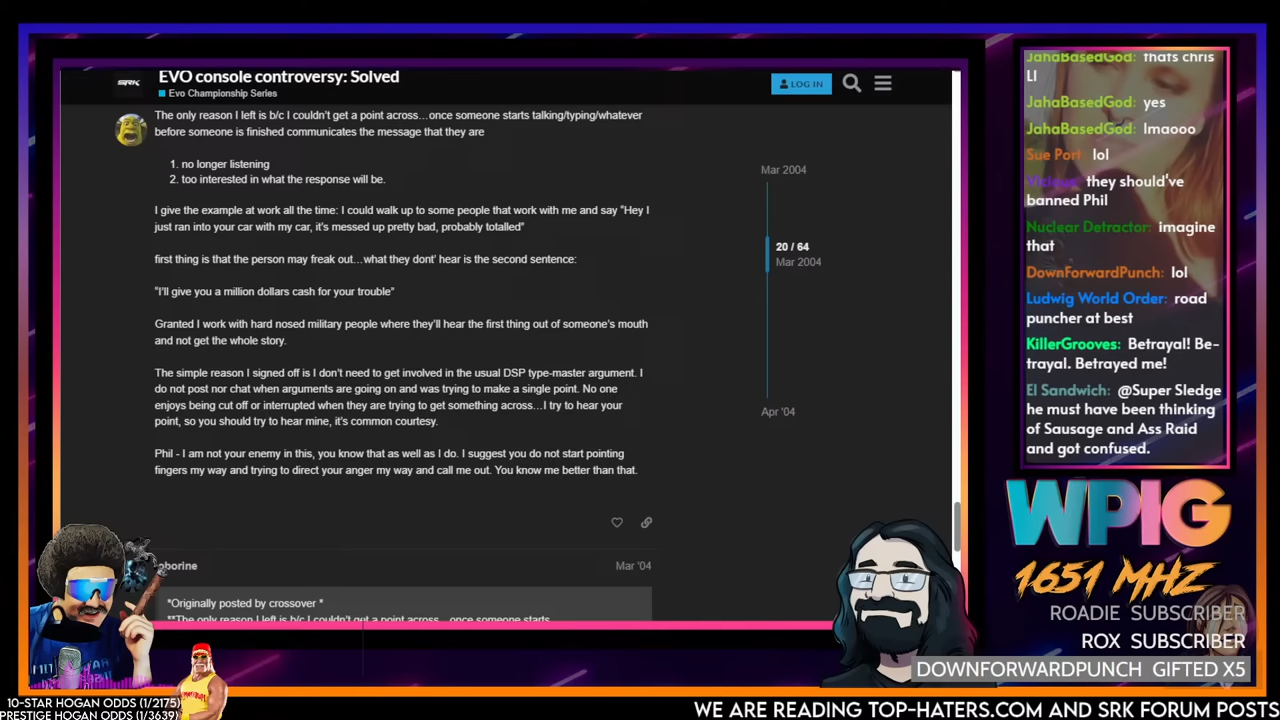 SRK
EVO console controversy: Solved
Evo Championship Series
LOG IN
The only reason I left is b/c I couldn't get a point across…once someone starts talking/typing/whatever
before someone is finished communicates the message that they are
1. no longer listening
2. too interested in what the response will be.
I give the example at work all the time: I could walk up to some people that work with me and say "Hey I
just ran into your car with my car, it's messed up pretty bad, probably totalled"
first thing is that the person may freak out…what they dont' hear is the second sentence:
"I'll give you a million dollars cash for your trouble"
Granted I work with hard nosed military people where they'll hear the first thing out of someone's mouth
and not get the whole story.
The simple reason I signed off is I don't need to get involved in the usual DSP type-master argument. I
do not post nor chat when arguments are going on and was trying to make a single point. No one
enjoys being cut off or interrupted when they are trying to get something across…I try to hear your
point, so you should try to hear mine, it's common courtesy.
Phil - I am not your enemy in this, you know that as well as I do. I suggest you do not start pointing
fingers my way and trying to direct your anger my way and call me out. You know me better than that.
oborine
Mar '04
*Originally posted by crossover *
**The only reason I left is b/c I couldn't get a point across…once someone starts
Mar 2004
20 / 64
Mar 2004
Apr '04
JahaBasedGod: thats chris
LI
JahaBasedGod: yes
JahaBasedGod: lmaooo
Sue Port: lol
they should've
banned Phil
Nuclear Detractor: imagine
that
DownForwardPunch: lol
Ludwig World Order: road
puncher at best
KillerGrooves: Betrayal! Be-
trayal. Betrayed me!
El Sandwich: @Super Sledge
he must have been thinking
of Sausage and Ass Raid
and got confused.
WPIG
1651 MHZ
ROADIE SUBSCRIBER
ROX SUBSCRIBER
DOWNFORWARDPUNCH GIFTED X5
10-STAR HOGAN ODDS (1/2175)
PRESTIGE HOGAN ODDS (1/3639)
WE ARE READING TOP-HATERS.COM AND SRK FORUM POSTS